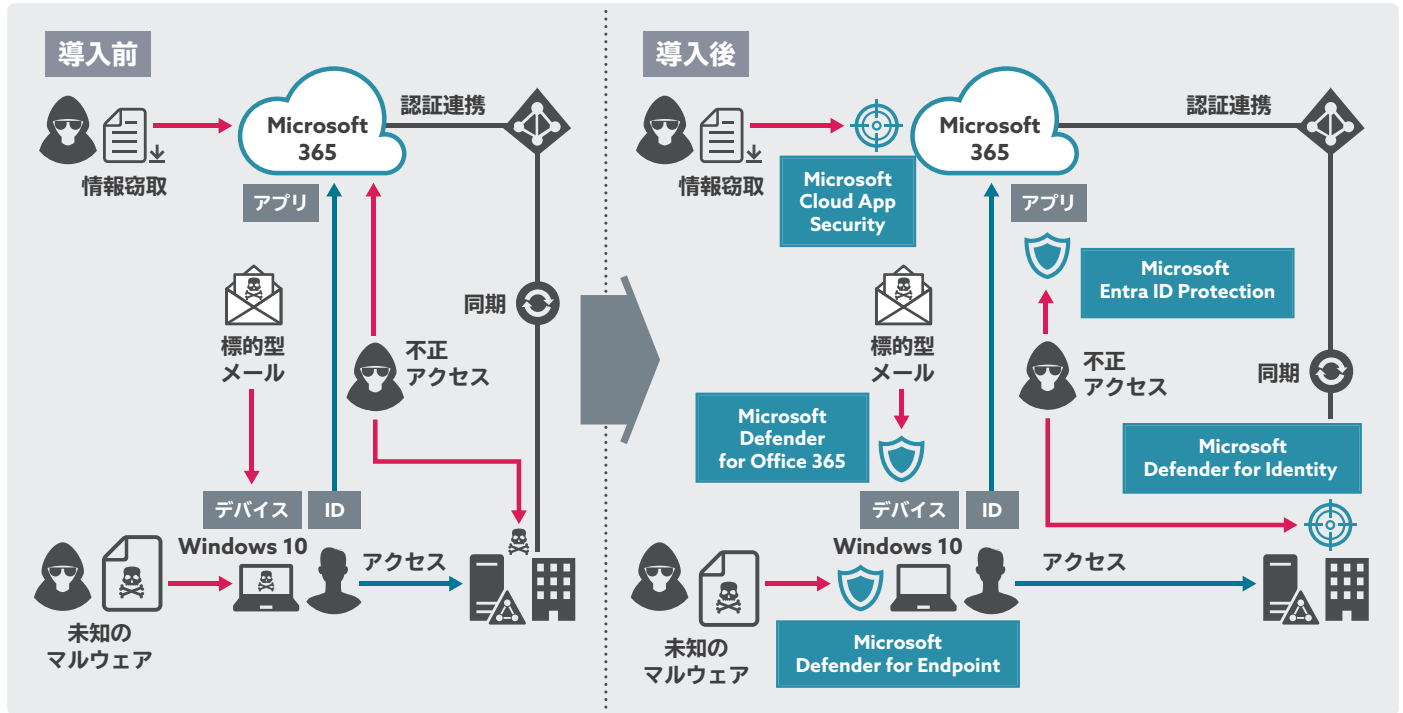 導入前
Microsoft
365
認証連携
情報窃取
アプリ
標的型
メール
不正
アクセス
同期
デバイス
ID
Windows 10
アクセス
未知の
マルウェア
導入後
Microsoft
365
認証連携
情報窃取
Microsoft
Cloud App
Security
アプリ
Microsoft
Entra ID Protection
標的型
メール
不正
アクセス
同期
Microsoft
Defender
for Office 365
Microsoft
Defender for Identity
デバイス
ID
Windows 10
アクセス
未知の
マルウェア
Microsoft
Defender for Endpoint